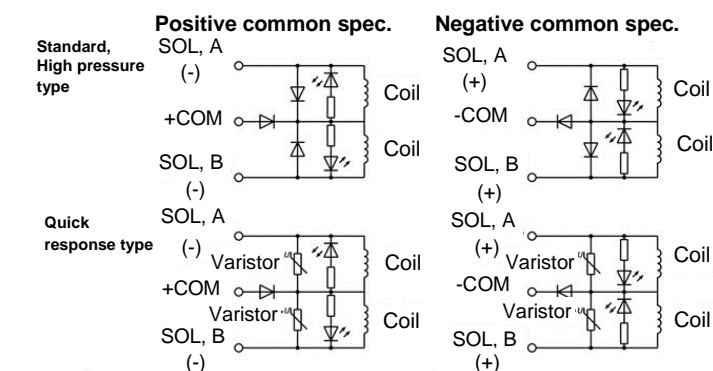 Positive common spec.
Negative common spec.
Standard,
High pressure
type
SOL, A
(-)
+COM
SOL, B
(-)
Coil
Coil
SOL, A
(+)
-COM
SOL, B
(+)
Coil
Coil
Quick
response type
SOL, A
(-)
Varistor
+COM
Varistor
SOL, B
(-)
Coil
Coil
SOL, A
(+)
Varistor
-COM
Varistor
SOL, B
(+)
Coil
Coil